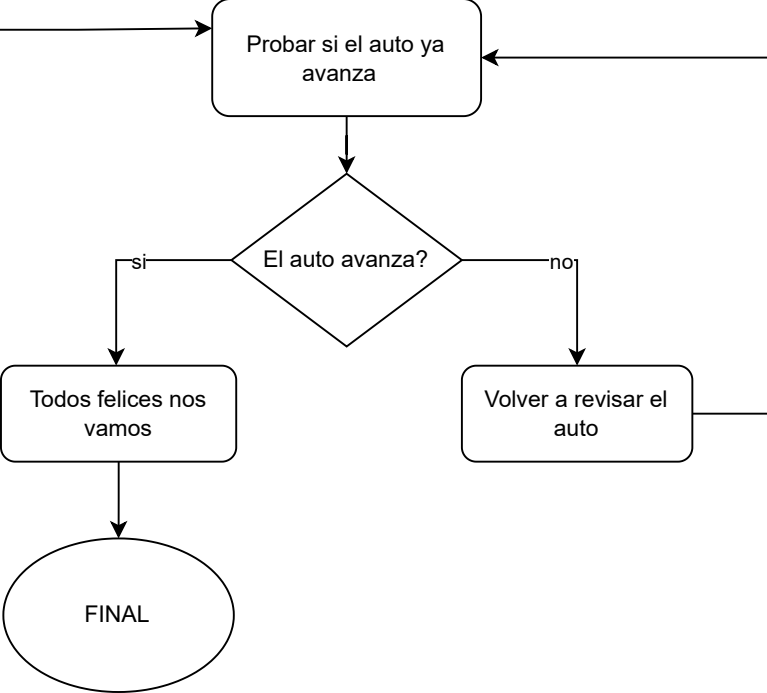 Probar si el auto ya
avanza
El auto avanza?
si
no
Todos felices nos
vamos
Volver a revisar el
auto
FINAL